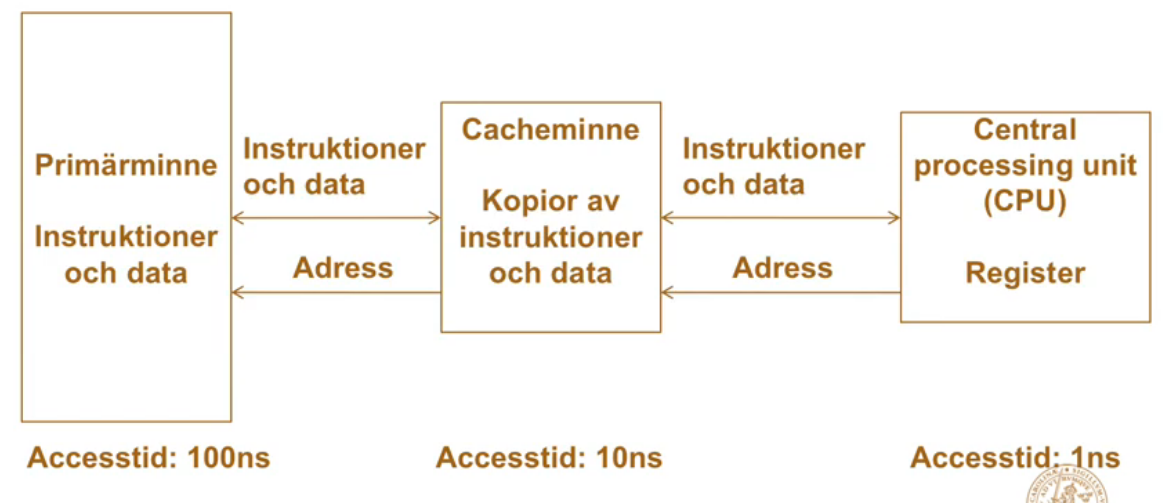 Primärminne
Instruktioner
och data
Instruktioner
och data
Adress
Cacheminne
Kopior av
instruktioner
och data
Instruktioner
och data
Adress
Central
processing unit
(CPU)
Register
Accesstid: 100ns
Accesstid: 10ns
Accesstid: 1ns